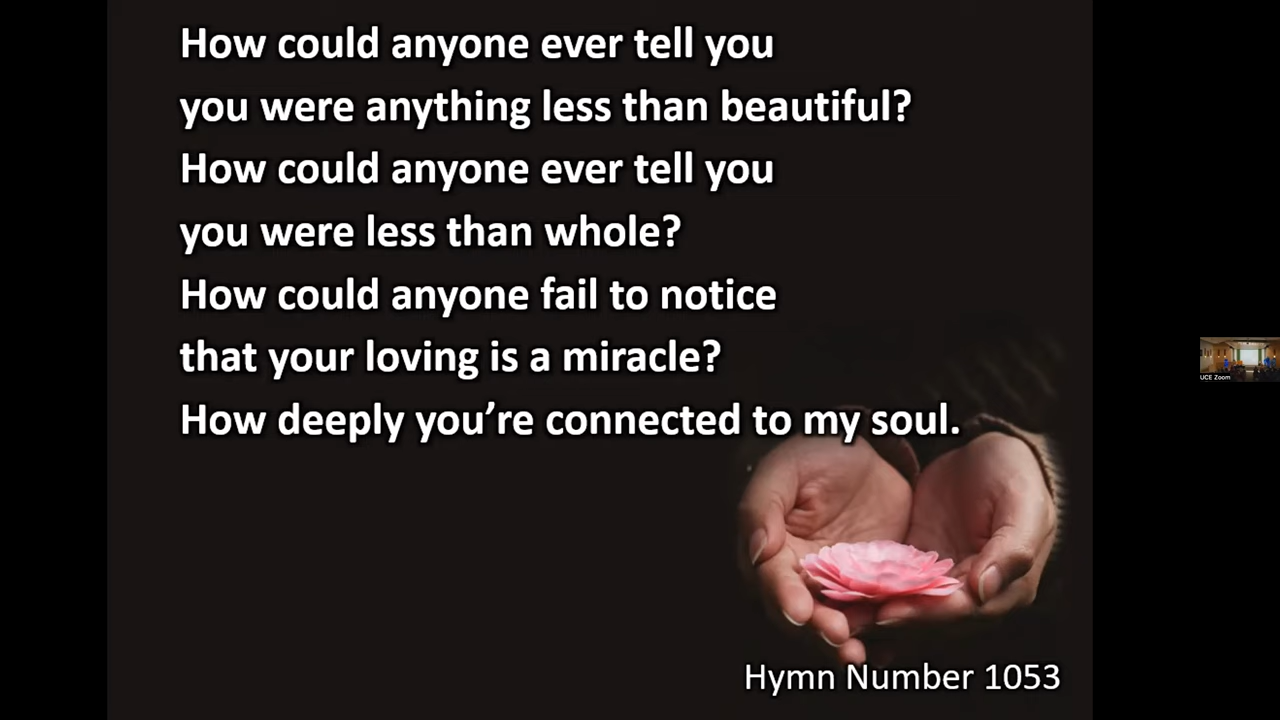 How could anyone ever tell you
you were anything less than beautiful?
How could anyone ever tell you
you were less than whole?
How could anyone fail to notice
that your loving is a miracle?
How deeply you’re connected to my soul.
UCE Zoom
Hymn Number 1053